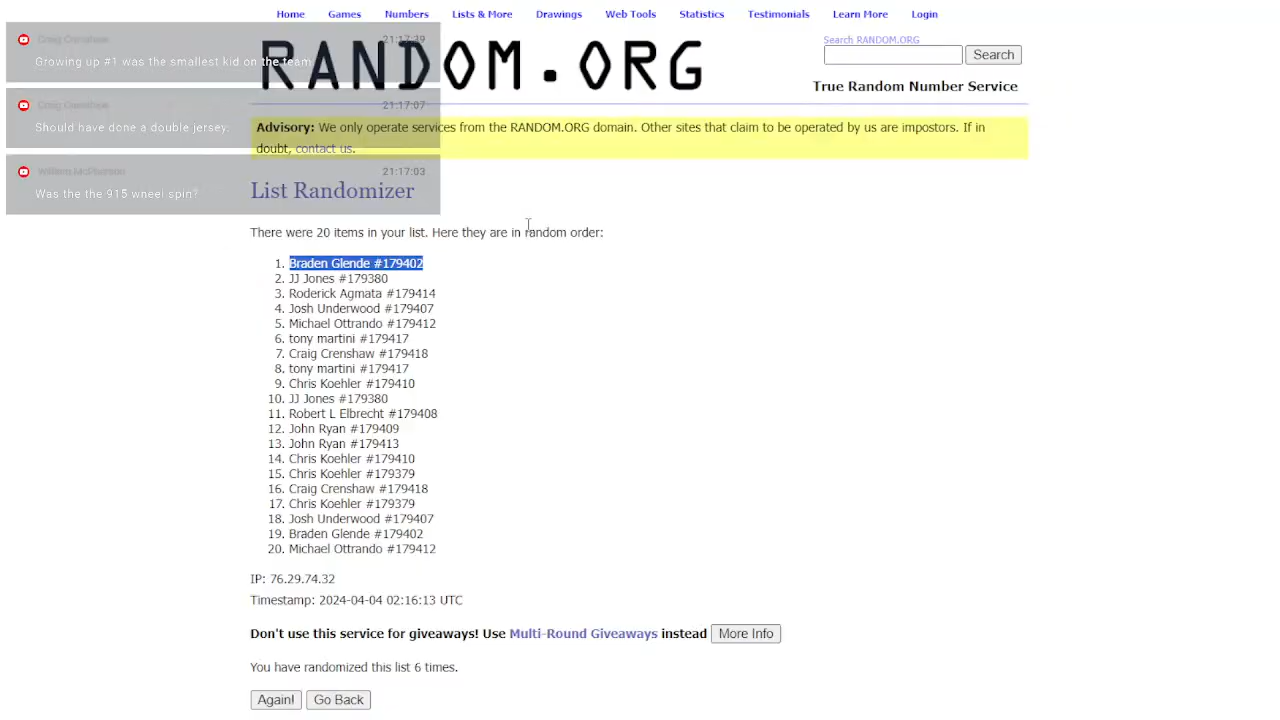 Home Games Numbers Lists & More Drawings Web Tools Statistics Testimonials Learn More Login
Craig Crenshaw 21:17:39
Growing up #1 was the smallest kid on the team.
Craig Crenshaw 21:17:07
Should have done a double jersey.
William McPherson 21:17:03
Was the the 915 wneel spin?
RANDOM.ORG
Search RANDOM.ORG
Search
True Random Number Service
Advisory: We only operate services from the RANDOM.ORG domain. Other sites that claim to be operated by us are impostors. If in
doubt, contact us.
List Randomizer
There were 20 items in your list. Here they are in random order:
1. Braden Glende #179402
2. JJ Jones #179380
3. Roderick Agmata #179414
4. Josh Underwood #179407
5. Michael Ottrando #179412
6. tony martini #179417
7. Craig Crenshaw #179418
8. tony martini #179417
9. Chris Koehler #179410
10. JJ Jones #179380
11. Robert L Elbrecht #179408
12. John Ryan #179409
13. John Ryan #179413
14. Chris Koehler #179410
15. Chris Koehler #179379
16. Craig Crenshaw #179418
17. Chris Koehler #179379
18. Josh Underwood #179407
19. Braden Glende #179402
20. Michael Ottrando #179412
IP: 76.29.74.32
Timestamp: 2024-04-04 02:16:13 UTC
Don't use this service for giveaways! Use Multi-Round Giveaways instead More Info
You have randomized this list 6 times.
Again! Go Back